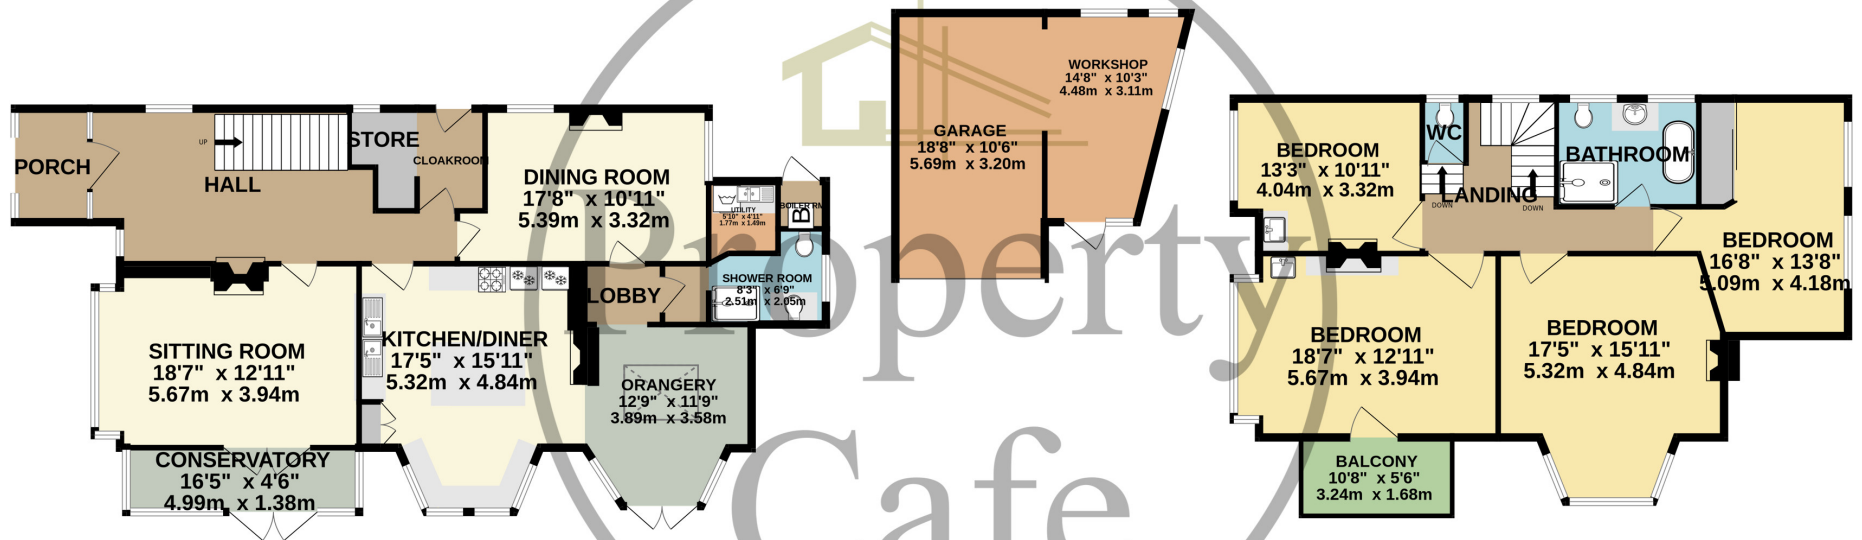 PORCH
UP
HALL
STORE
CLOAKROOM
DINING ROOM
17'8" x 10'11"
5.39m x 3.32m
UTILITY
5'10" x 4'11"
1.77m x 1.49m
BOILER RM
B
SHOWER ROOM
8'3" x 6'9"
2.51m x 2.05m
LOBBY
SITTING ROOM
18'7" x 12'11"
5.67m x 3.94m
KITCHEN/DINER
17'5" x 15'11"
5.32m x 4.84m
ORANGERY
12'9" x 11'9"
3.89m x 3.58m
CONSERVATORY
16'5" x 4'6"
4.99m x 1.38m
GARAGE
18'8" x 10'6"
5.69m x 3.20m
WORKSHOP
14'8" x 10'3"
4.48m x 3.11m
BEDROOM
13'3" x 10'11"
4.04m x 3.32m
WC
DOWN
LANDING
DOWN
BATHROOM
BEDROOM
16'8" x 13'8"
5.09m x 4.18m
BEDROOM
18'7" x 12'11"
5.67m x 3.94m
BEDROOM
17'5" x 15'11"
5.32m x 4.84m
BALCONY
10'8" x 5'6"
3.24m x 1.68m
Property
Cafe